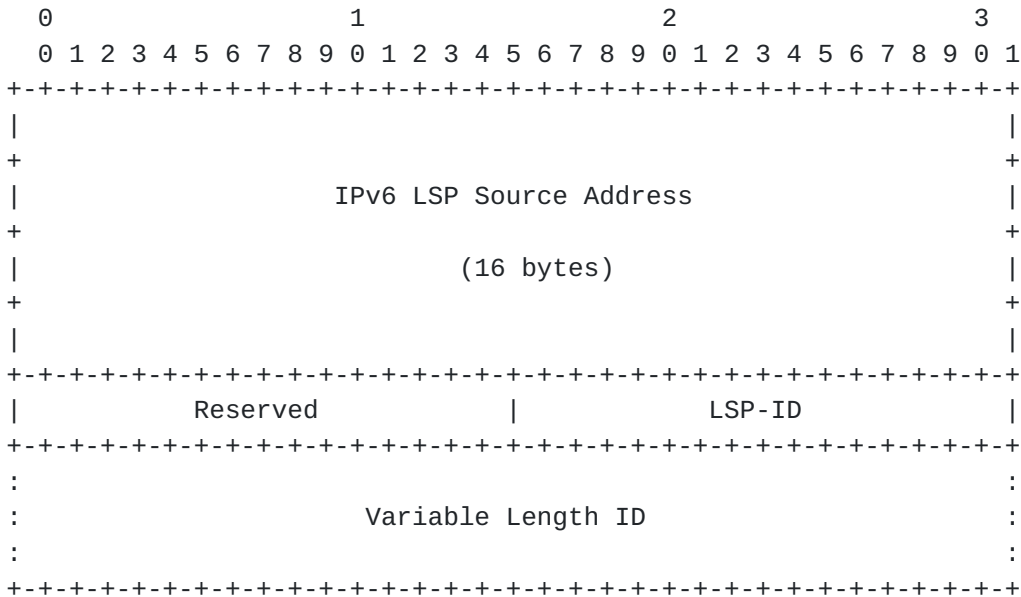 0                   1                   2                   3
 0 1 2 3 4 5 6 7 8 9 0 1 2 3 4 5 6 7 8 9 0 1 2 3 4 5 6 7 8 9 0 1
+-+-+-+-+-+-+-+-+-+-+-+-+-+-+-+-+-+-+-+-+-+-+-+-+-+-+-+-+-+-+-+-+
|                                                               |
+                                                               +
|                    IPv6 LSP Source Address                    |
+                                                               +
|                            (16 bytes)                         |
+                                                               +
|                                                               |
+-+-+-+-+-+-+-+-+-+-+-+-+-+-+-+-+-+-+-+-+-+-+-+-+-+-+-+-+-+-+-+-+
|           Reserved            |            LSP-ID             |
+-+-+-+-+-+-+-+-+-+-+-+-+-+-+-+-+-+-+-+-+-+-+-+-+-+-+-+-+-+-+-+-+
:                                                               :
:                      Variable Length ID                       :
:                                                               :
+-+-+-+-+-+-+-+-+-+-+-+-+-+-+-+-+-+-+-+-+-+-+-+-+-+-+-+-+-+-+-+-+